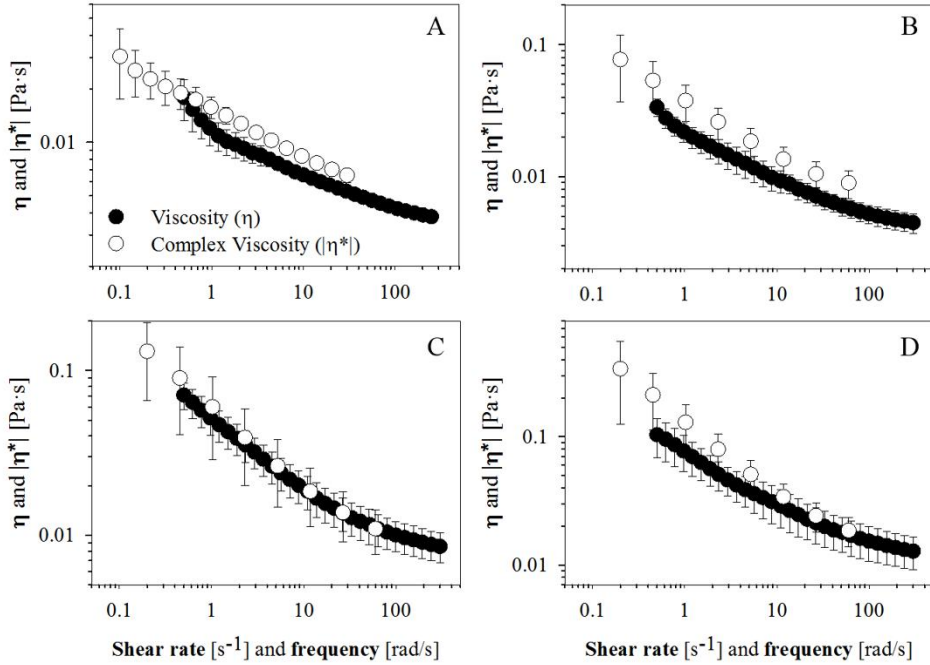 A
B
η and |η*| [Pa·s]
0.01
Viscosity (η)
Complex Viscosity (|η*|)
0.1 1 10 100
η and |η*| [Pa·s]
0.1
0.01
0.1 1 10 100
C
D
η and |η*| [Pa·s]
0.1
0.01
0.1 1 10 100
Shear rate [s-1] and frequency [rad/s]
η and |η*| [Pa·s]
0.1
0.01
0.1 1 10 100
Shear rate [s-1] and frequency [rad/s]